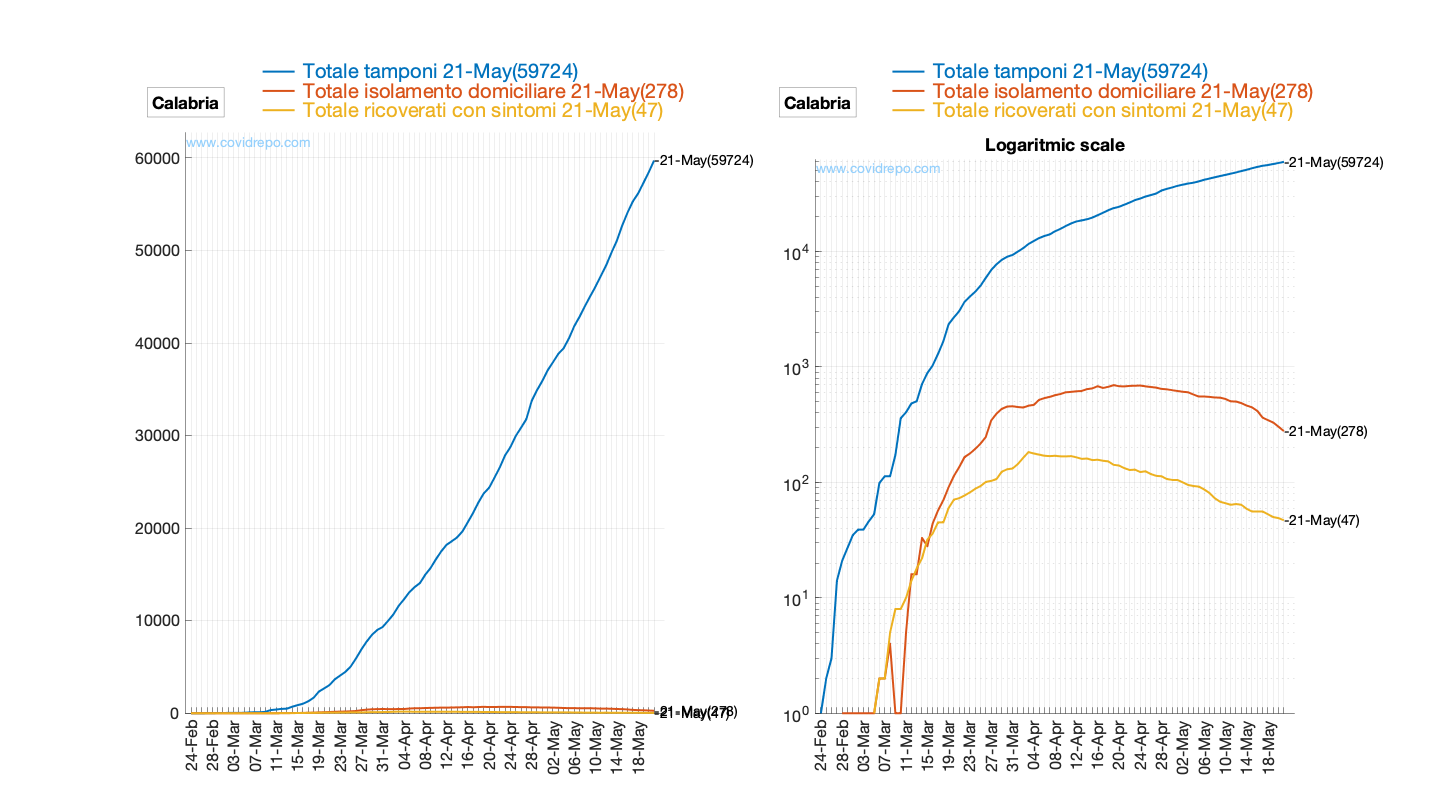 Totale tamponi 21-May(59724)
Totale isolamento domiciliare 21-May(278)
Totale ricoverati con sintomi 21-May(47)
Calabria
www.covidrepo.com
60000
50000
40000
30000
20000
10000
0
-21-May(59724)
-21-May(278)
-21-May(47)
24-Feb
28-Feb
03-Mar
07-Mar
11-Mar
15-Mar
19-Mar
23-Mar
27-Mar
31-Mar
04-Apr
08-Apr
12-Apr
16-Apr
20-Apr
24-Apr
28-Apr
02-May
06-May
10-May
14-May
18-May
Totale tamponi 21-May(59724)
Totale isolamento domiciliare 21-May(278)
Totale ricoverati con sintomi 21-May(47)
Calabria
Logaritmic scale
www.covidrepo.com
10^4
10^3
10^2
10^1
10^0
-21-May(59724)
-21-May(278)
-21-May(47)
24-Feb
28-Feb
03-Mar
07-Mar
11-Mar
15-Mar
19-Mar
23-Mar
27-Mar
31-Mar
04-Apr
08-Apr
12-Apr
16-Apr
20-Apr
24-Apr
28-Apr
02-May
06-May
10-May
14-May
18-May